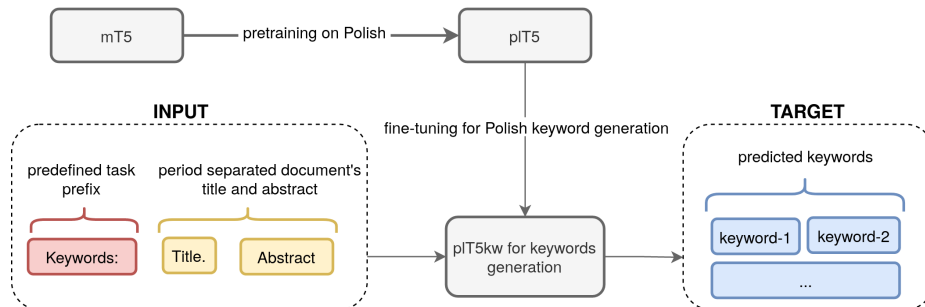 mT5
pretraining on Polish
plT5
fine-tuning for Polish keyword generation
INPUT
predefined task
prefix
period separated document's
title and abstract
Keywords:
Title.
Abstract
plT5kw for keywords
generation
TARGET
predicted keywords
keyword-1
keyword-2
...